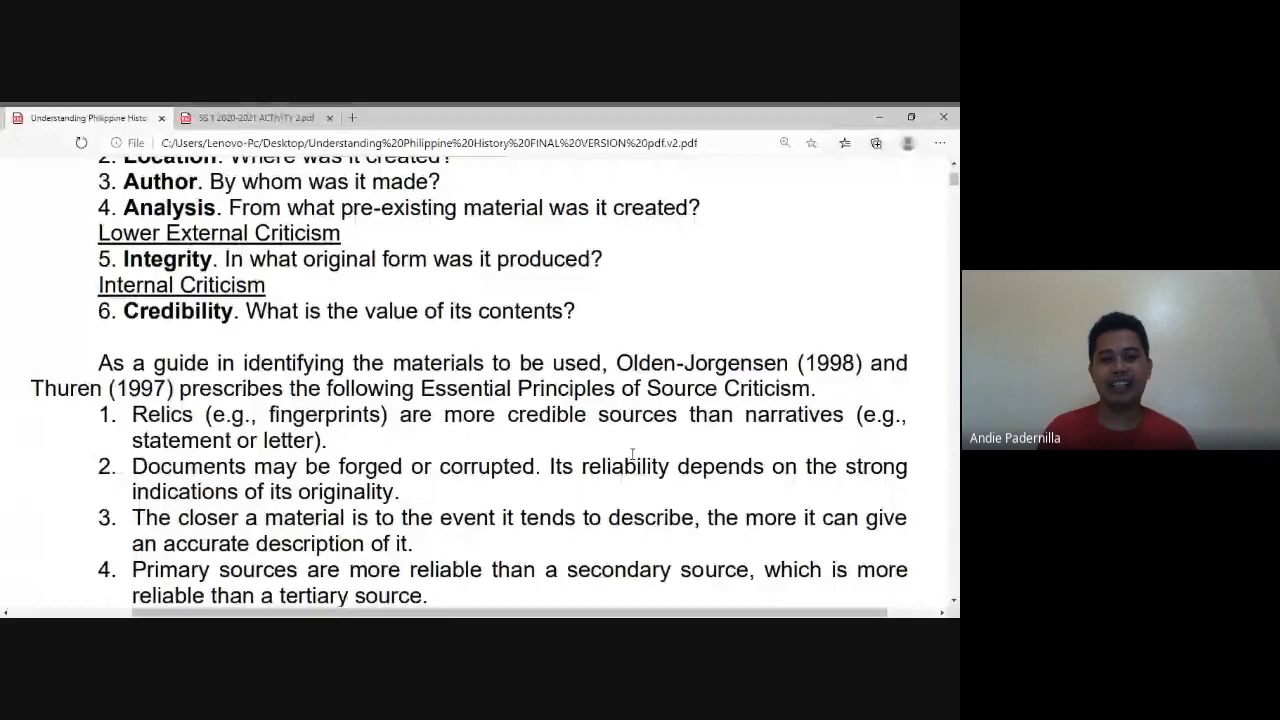 Understanding Philippine Histo
SS 1 2020-2021 ACTIVITY 2.pdf
File
C:/Users/Lenovo-Pc/Desktop/Understanding%20Philippine%20History%20FINAL%20VERSION%20pdf.v2.pdf
2. Location. Where was it created?
3. Author. By whom was it made?
4. Analysis. From what pre-existing material was it created?
Lower External Criticism
5. Integrity. In what original form was it produced?
Internal Criticism
6. Credibility. What is the value of its contents?
As a guide in identifying the materials to be used, Olden-Jorgensen (1998) and
Thuren (1997) prescribes the following Essential Principles of Source Criticism.
1. Relics (e.g., fingerprints) are more credible sources than narratives (e.g.,
statement or letter).
2. Documents may be forged or corrupted. Its reliability depends on the strong
indications of its originality.
3. The closer a material is to the event it tends to describe, the more it can give
an accurate description of it.
4. Primary sources are more reliable than a secondary source, which is more
reliable than a tertiary source.
Andie Padernilla